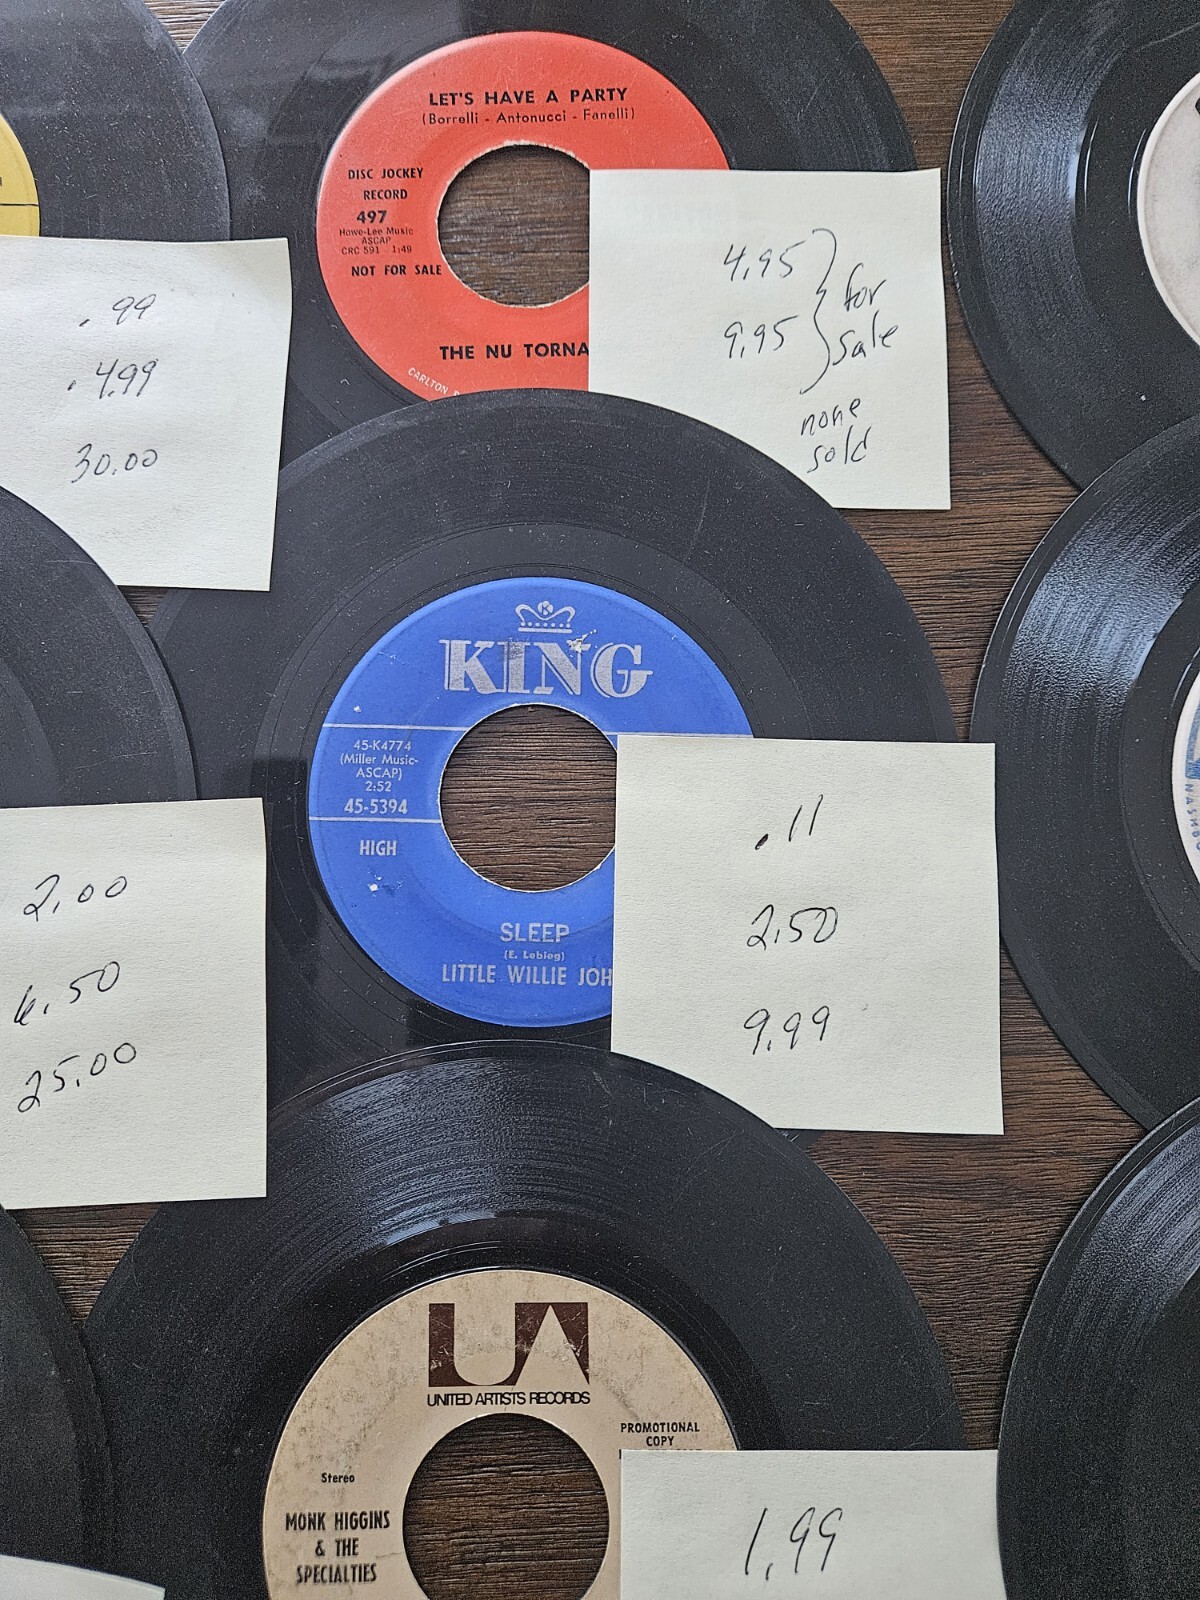 LET'S HAVE A PARTY
(Borrelli - Antonucci - Fanelli)
DISC JOCKEY
RECORD
497
Howe-Lee Music
ASCAP
CRC 591 1:49
NOT FOR SALE
THE NU TORNA
CARLTON
4.95
9.95
for
sale
none
sold
.99
.4.99
30.00
KING
45-K4774
(Miller Music-
ASCAP)
2:52
45-5394
HIGH
SLEEP
(E. Lebieg)
LITTLE WILLIE JOH
.11
2.50
9.99
2.00
6.50
25.00
UA
UNITED ARTISTS RECORDS
PROMOTIONAL
COPY
Stereo
MONK HIGGINS
& THE
SPECIALTIES
1.99